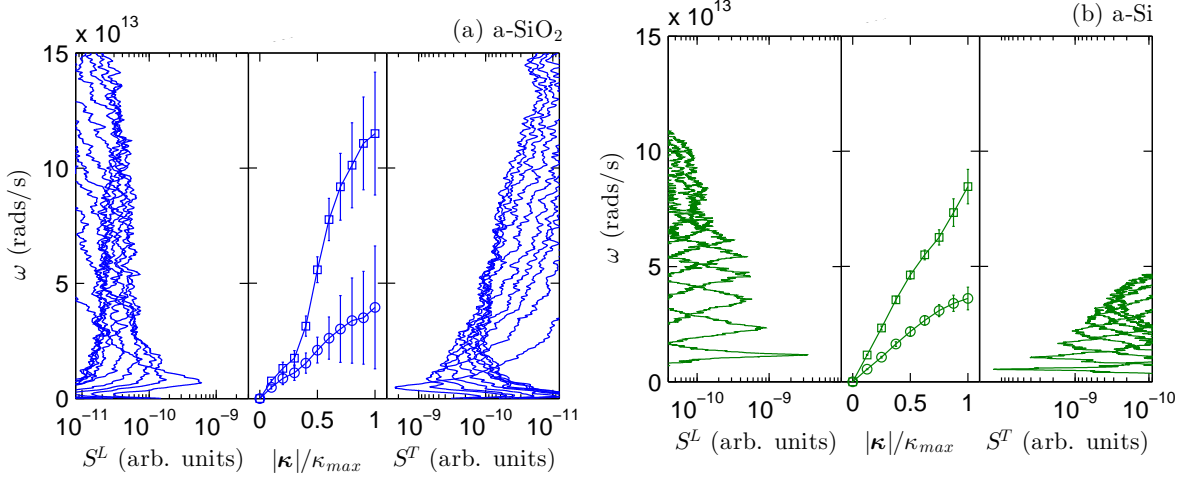 x 10^13
(a) a-SiO₂
15
10
5
0
ω (rads/s)
10^−11 10^−10 10^−9
0 0.5 1
10^−9 10^−10 10^−11
S^L (arb. units)
|κ|/κ_max
S^T (arb. units)
x 10^13
(b) a-Si
15
10
5
0
ω (rads/s)
10^−10 10^−9
0 0.5 1
10^−9 10^−10
S^L (arb. units)
|κ|/κ_max
S^T (arb. units)